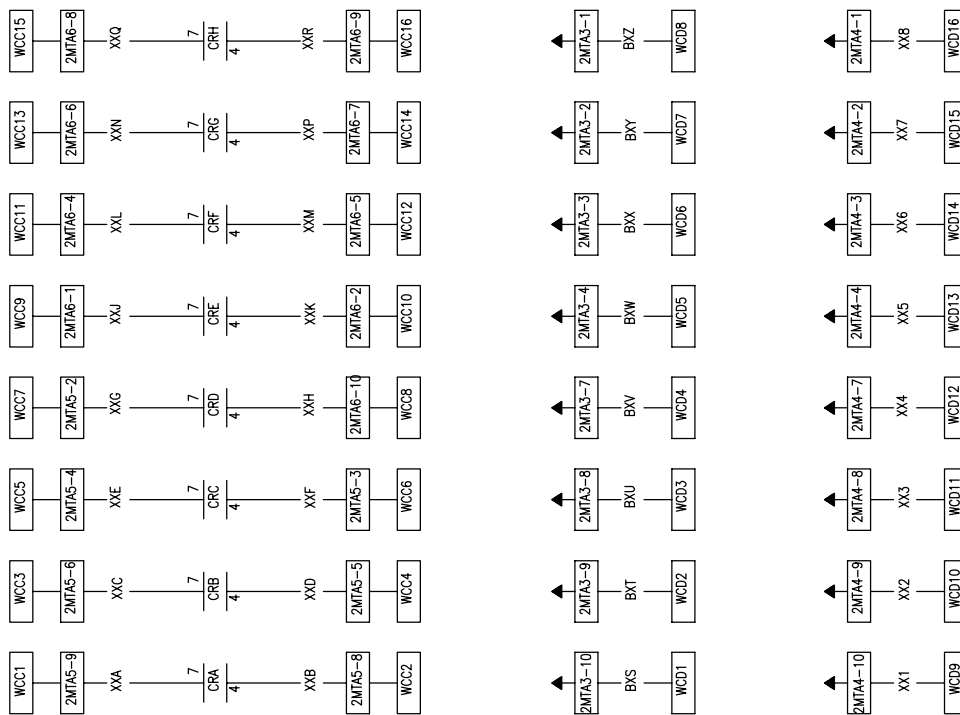 WCC15
2MTA6-8
XXQ
7
CRH
4
XXR
2MTA6-9
WCC16
2MTA3-1
BXZ
WCD8
2MTA4-1
XX8
WCD16
WCC13
2MTA6-6
XXN
7
CRG
4
XXP
2MTA6-7
WCC14
2MTA3-2
BXY
WCD7
2MTA4-2
XX7
WCD15
WCC11
2MTA6-4
XXL
7
CRF
4
XXM
2MTA6-5
WCC12
2MTA3-3
BXX
WCD6
2MTA4-3
XX6
WCD14
WCC9
2MTA6-1
XXJ
7
CRE
4
XXK
2MTA6-2
WCC10
2MTA3-4
BXW
WCD5
2MTA4-4
XX5
WCD13
WCC7
2MTA5-2
XXG
7
CRD
4
XXH
2MTA6-10
WCC8
2MTA3-7
BXV
WCD4
2MTA4-7
XX4
WCD12
WCC5
2MTA5-4
XXE
7
CRC
4
XXF
2MTA5-3
WCC6
2MTA3-8
BXU
WCD3
2MTA4-8
XX3
WCD11
WCC3
2MTA5-6
XXC
7
CRB
4
XXD
2MTA5-5
WCC4
2MTA3-9
BXT
WCD2
2MTA4-9
XX2
WCD10
WCC1
2MTA5-9
XXA
7
CRA
4
XXB
2MTA5-8
WCC2
2MTA3-10
BXS
WCD1
2MTA4-10
XX1
WCD9